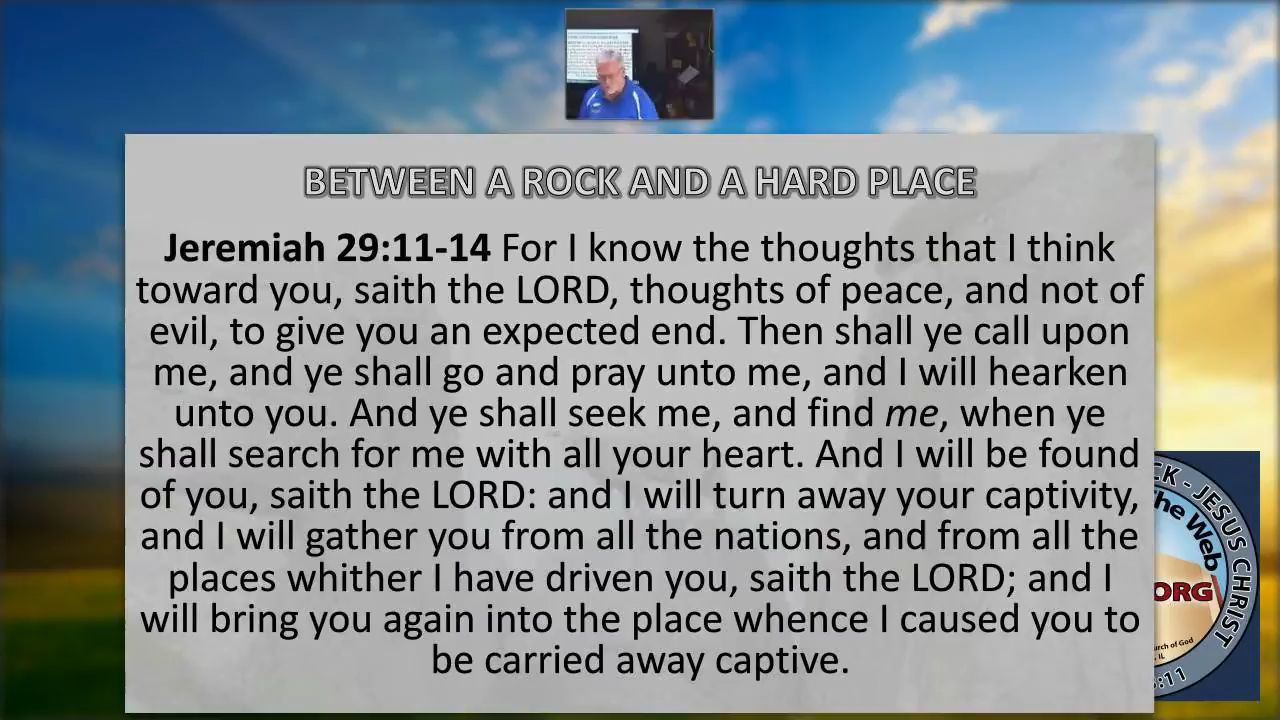 BETWEEN A ROCK AND A HARD PLACE
Jeremiah 29:11-14 For I know the thoughts that I think
toward you, saith the LORD, thoughts of peace, and not of
evil, to give you an expected end. Then shall ye call upon
me, and ye shall go and pray unto me, and I will hearken
unto you. And ye shall seek me, and find me, when ye
shall search for me with all your heart. And I will be found
of you, saith the LORD: and I will turn away your captivity,
and I will gather you from all the nations, and from all the
places whither I have driven you, saith the LORD; and I
will bring you again into the place whence I caused you to
be carried away captive.
CK - JESUS CHRIST
the Web
ORG
urch of God
, IL
:11